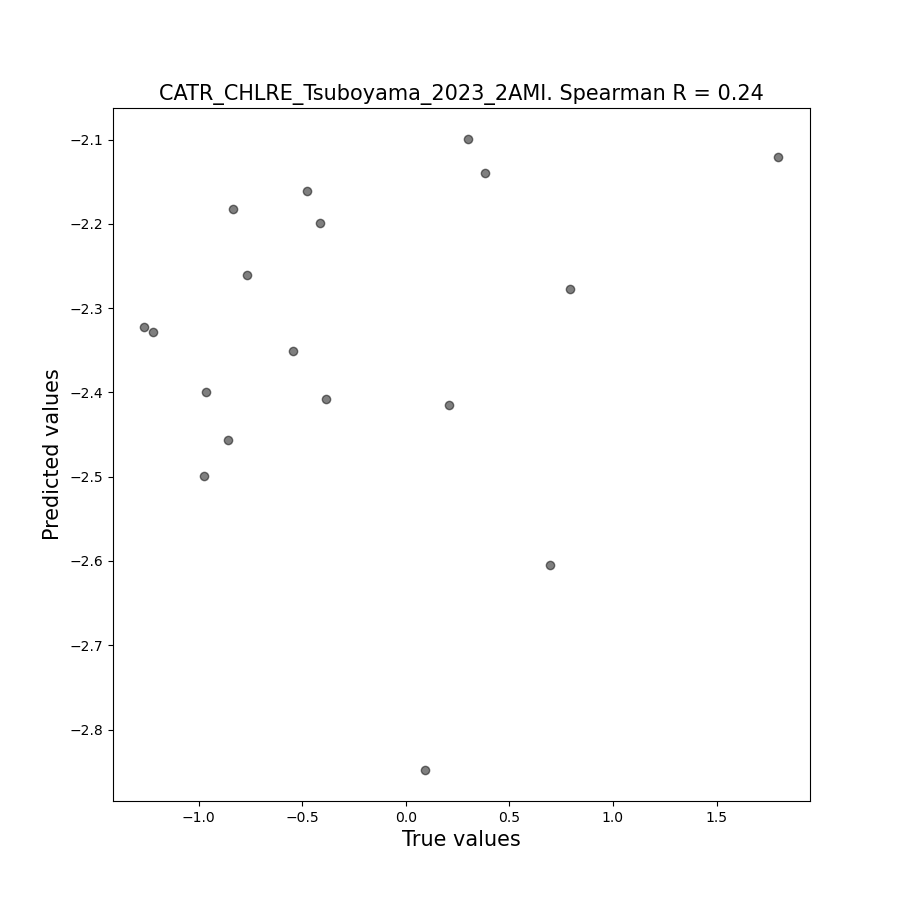 CATR_CHLRE_Tsuboyama_2023_2AMI. Spearman R = 0.24
−2.1
−2.2
−2.3
−2.4
−2.5
−2.6
−2.7
−2.8
Predicted values
−1.0 −0.5 0.0 0.5 1.0 1.5
True values